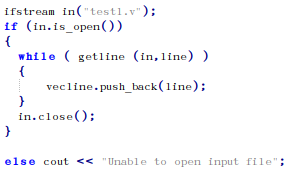 ifstream in("test1.v");
if (in.is_open())
{
while ( getline (in,line) )
{
vecline.push_back(line);
}
in.close();
}
else cout << "Unable to open input file";